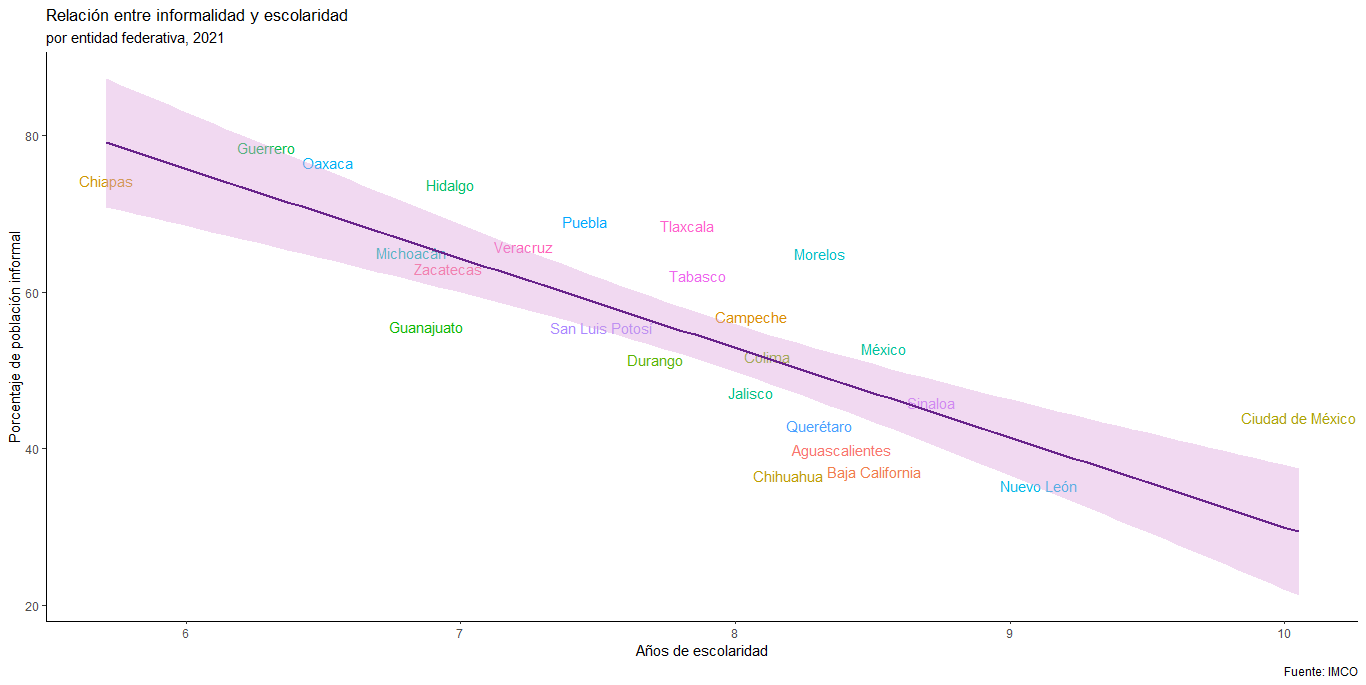 Relación entre informalidad y escolaridad
por entidad federativa, 2021
Porcentaje de población informal
80
60
40
20
Guerrero
Oaxaca
Chiapas
Hidalgo
Puebla
Tlaxcala
Michoacán
Veracruz
Morelos
Zacatecas
Tabasco
Campeche
Guanajuato
San Luis Potosí
México
Durango
Colima
Jalisco
Sinaloa
Ciudad de México
Querétaro
Aguascalientes
Chihuahua
Baja California
Nuevo León
6 7 8 9 10
Años de escolaridad
Fuente: IMCO